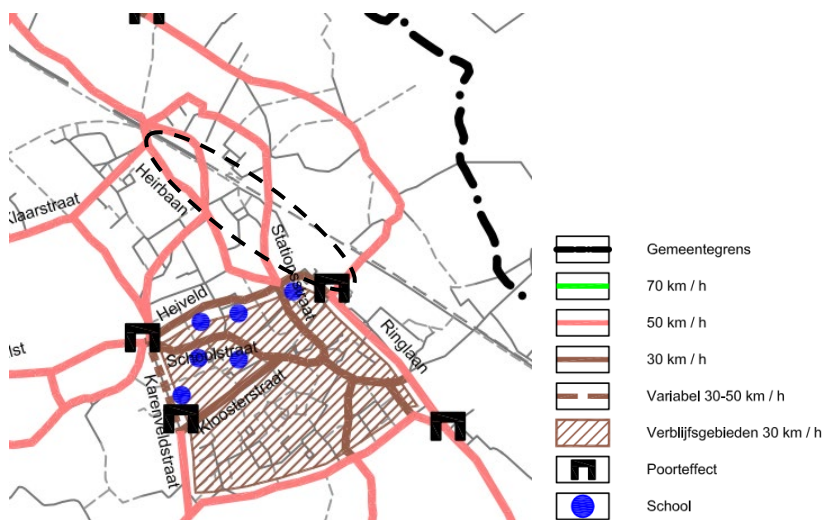 Klaarstraat
Heirbaan
Stationsstraat
Heiveld
Ringlaan
lst
Schoolstraat
Karenveldstraat
Kloosterstraat
Gemeentegrens
70 km / h
50 km / h
30 km / h
Variabel 30-50 km / h
Verblijfsgebieden 30 km / h
Poorteffect
School